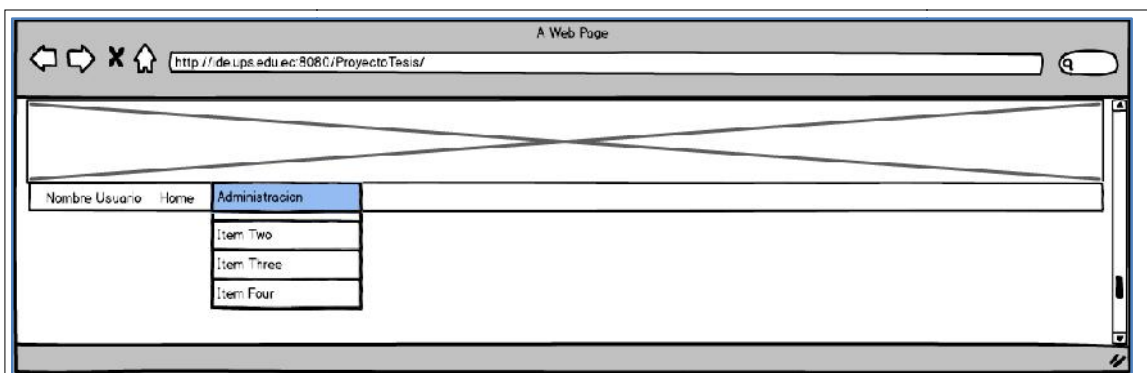 A Web Page
http://ide.ups.edu.ec:8080/ProyectoTesis/
Nombre Usuario Home Administracion
Item Two
Item Three
Item Four